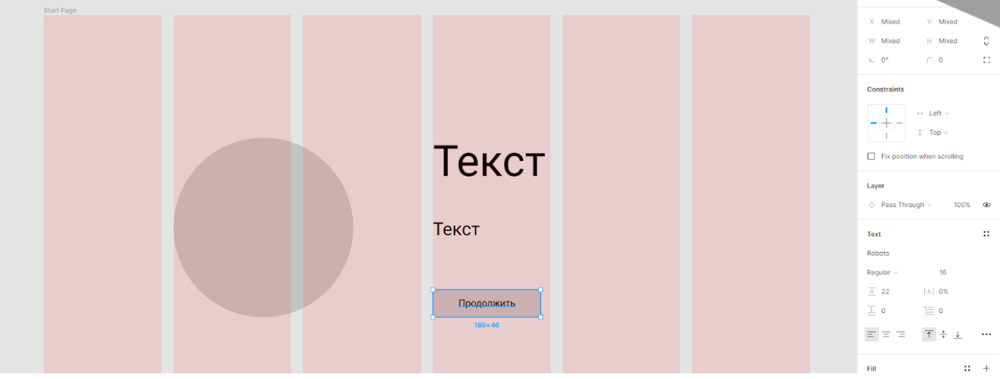 Start Page
Текст
Текст
Продолжить
180 × 46
X Mixed Y Mixed
W Mixed H Mixed
0° 0
Constraints
Left
Top
Fix position when scrolling
Layer
Pass Through 100%
Text
Roboto
Regular 16
A 22 |A| 0%
0 0
Fill